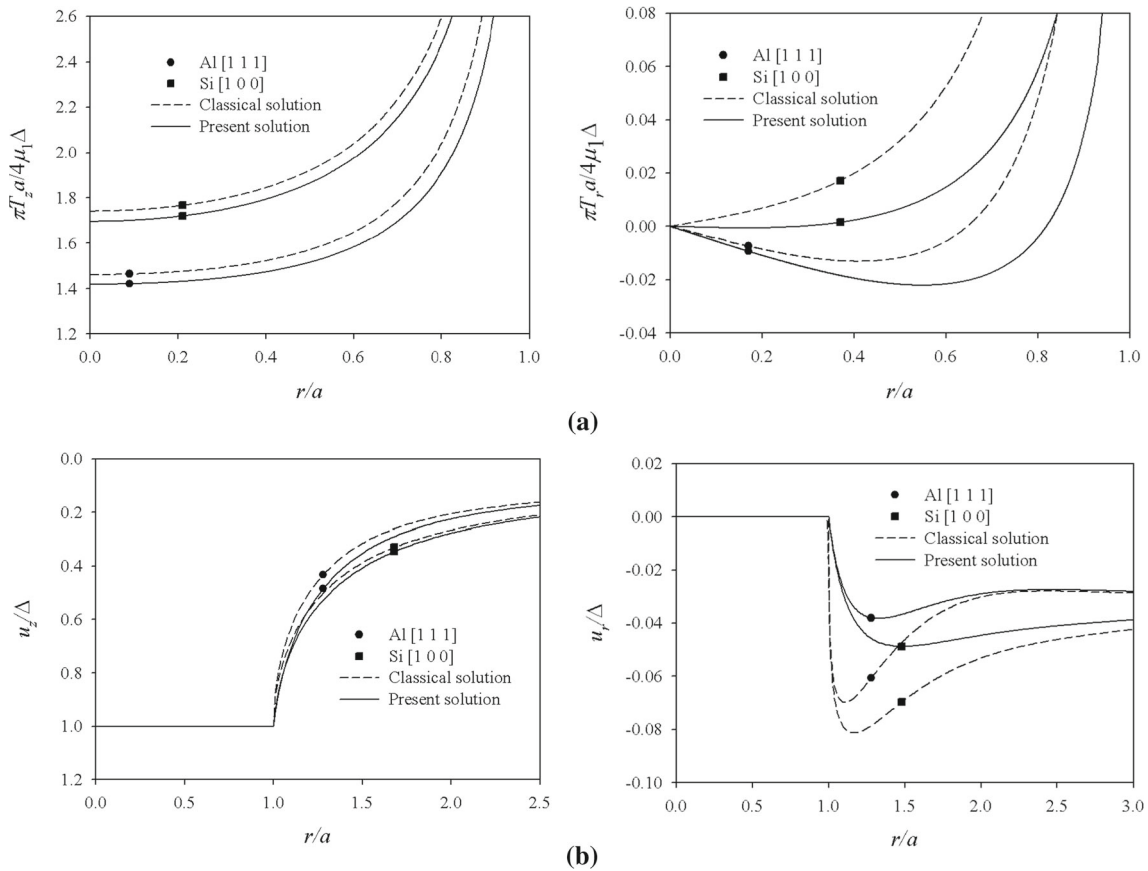 2.6
2.4
2.2
2.0
1.8
1.6
1.4
1.2
πT_z a/4μ_1Δ
Al [1 1 1]
Si [1 0 0]
Classical solution
Present solution
0.0 0.2 0.4 0.6 0.8 1.0
r/a
0.08
0.06
0.04
0.02
0.00
-0.02
-0.04
πT_r a/4μ_1Δ
Al [1 1 1]
Si [1 0 0]
Classical solution
Present solution
0.0 0.2 0.4 0.6 0.8 1.0
r/a
(a)
0.0
0.2
0.4
0.6
0.8
1.0
1.2
u_z/Δ
Al [1 1 1]
Si [1 0 0]
Classical solution
Present solution
0.0 0.5 1.0 1.5 2.0 2.5
r/a
0.02
0.00
-0.02
-0.04
-0.06
-0.08
-0.10
u_r/Δ
Al [1 1 1]
Si [1 0 0]
Classical solution
Present solution
0.0 0.5 1.0 1.5 2.0 2.5 3.0
r/a
(b)